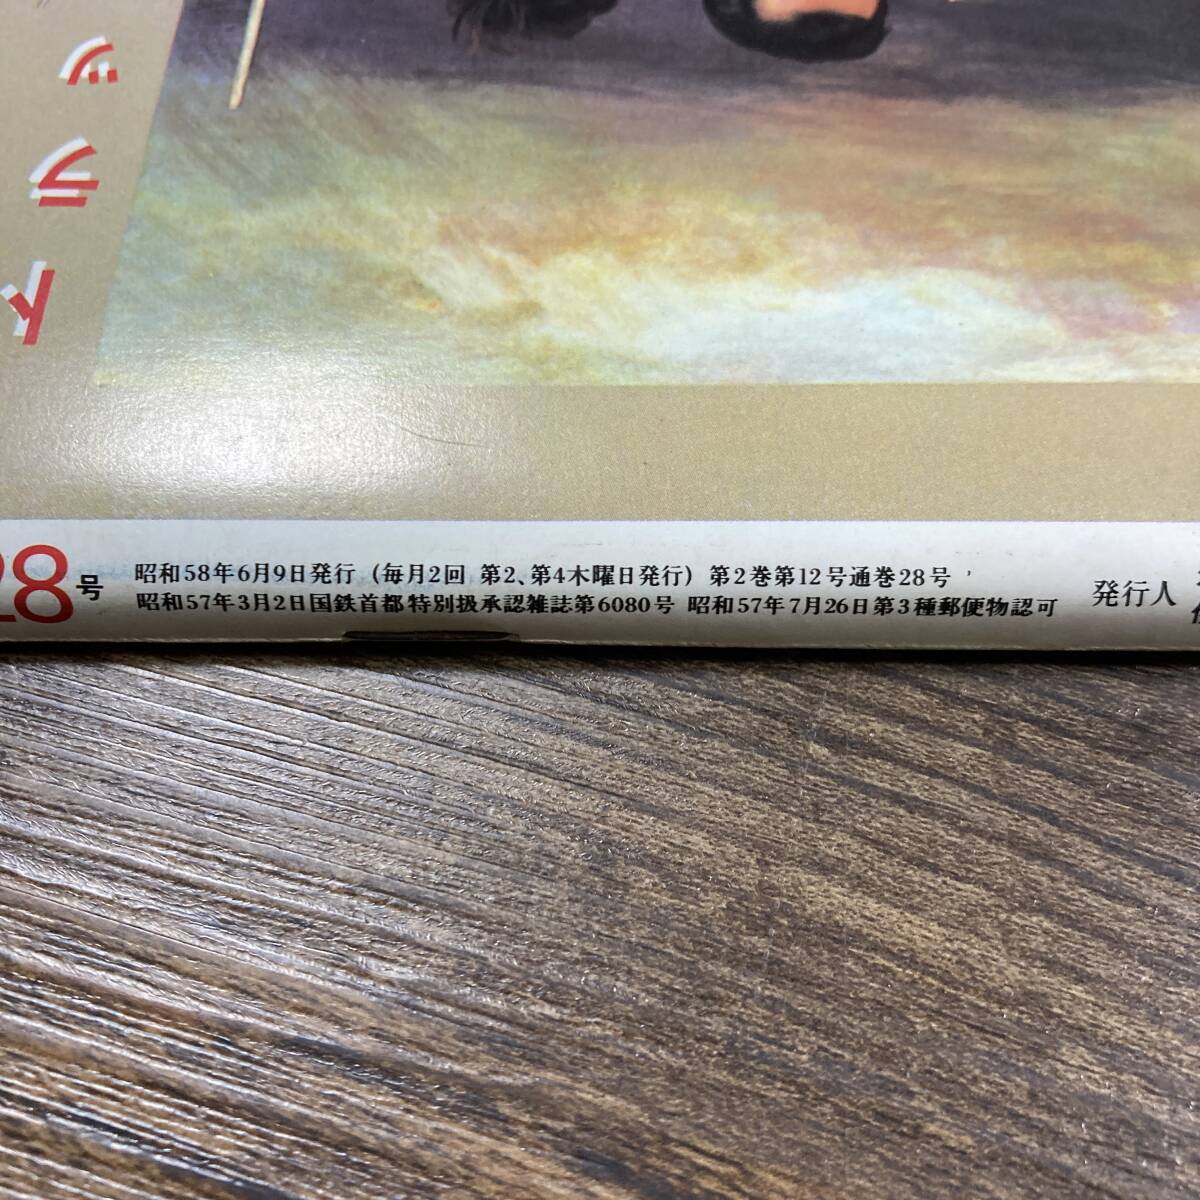 ッラト
28号
昭和58年6月9日発行（毎月2回 第2、第4木曜日発行）第2巻第12号通巻28号
昭和57年3月2日国鉄首都特別扱承認雑誌第6080号 昭和57年7月26日第3種郵便物認可
発行人